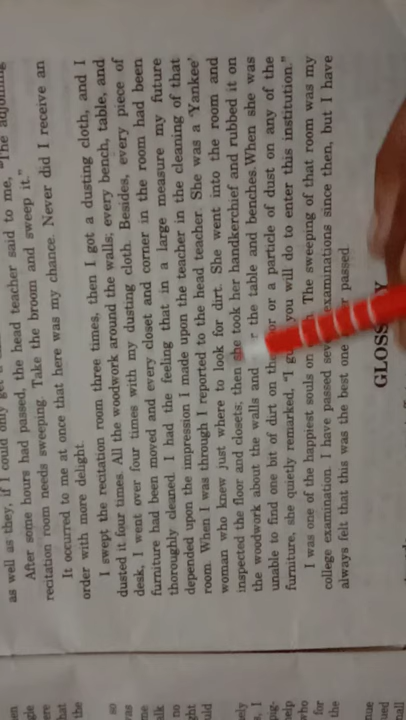 as well as they, if I could only get a
After some hours had passed, the head teacher said to me, "The adjoining
recitation room needs sweeping. Take the broom and sweep it."
It occurred to me at once that here was my chance. Never did I receive an
order with more delight.
I swept the recitation room three times, then I got a dusting cloth, and I
dusted it four times. All the woodwork around the walls; every bench, table, and
desk, I went over four times with my dusting cloth. Besides, every piece of
furniture had been moved and every closet and corner in the room had been
thoroughly cleaned. I had the feeling that in a large measure my future
depended upon the impression I made upon the teacher in the cleaning of that
room. When I was through I reported to the head teacher. She was a 'Yankee'
woman who knew just where to look for dirt. She went into the room and
inspected the floor and closets; then she took her handkerchief and rubbed it on
the woodwork about the walls and the table and benches.When she was
unable to find one bit of dirt on the or a particle of dust on any of the
furniture, she quietly remarked, "I you will do to enter this institution."
I was one of the happiest souls on The sweeping of that room was my
college examination. I have passed examinations since then, but I have
always felt that this was the best one passed